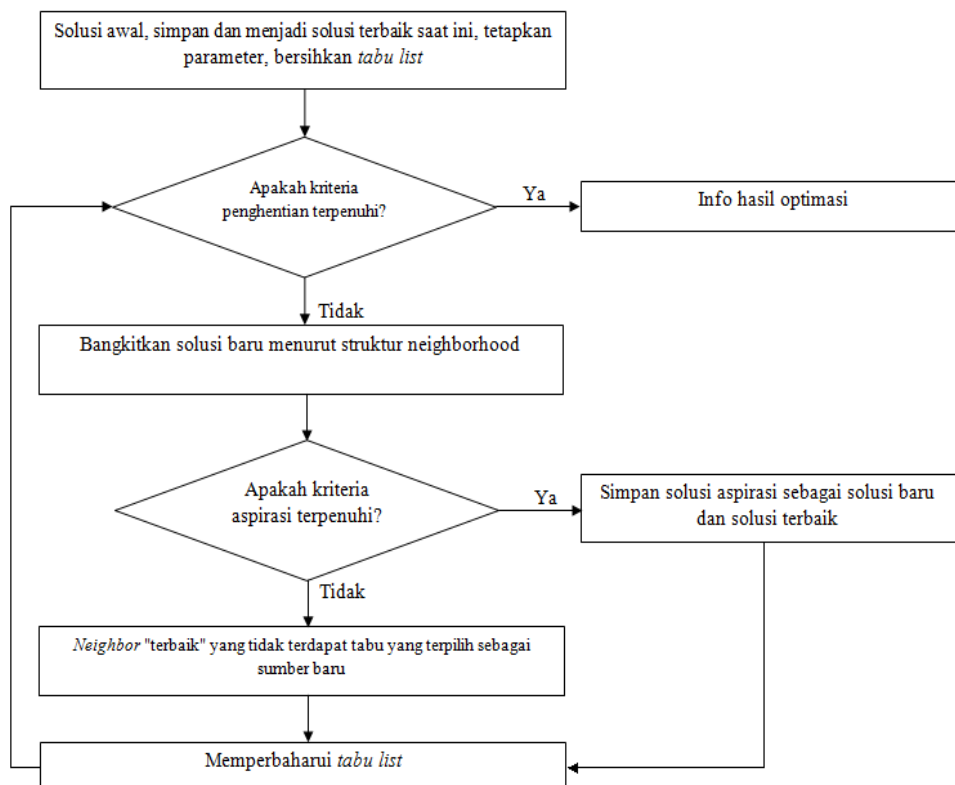 Solusi awal, simpan dan menjadi solusi terbaik saat ini, tetapkan
parameter, bersihkan tabu list
Apakah kriteria
penghentian terpenuhi?
Ya
Info hasil optimasi
Tidak
Bangkitkan solusi baru menurut struktur neighborhood
Apakah kriteria
aspirasi terpenuhi?
Ya
Simpan solusi aspirasi sebagai solusi baru
dan solusi terbaik
Tidak
Neighbor "terbaik" yang tidak terdapat tabu yang terpilih sebagai
sumber baru
Memperbaharui tabu list